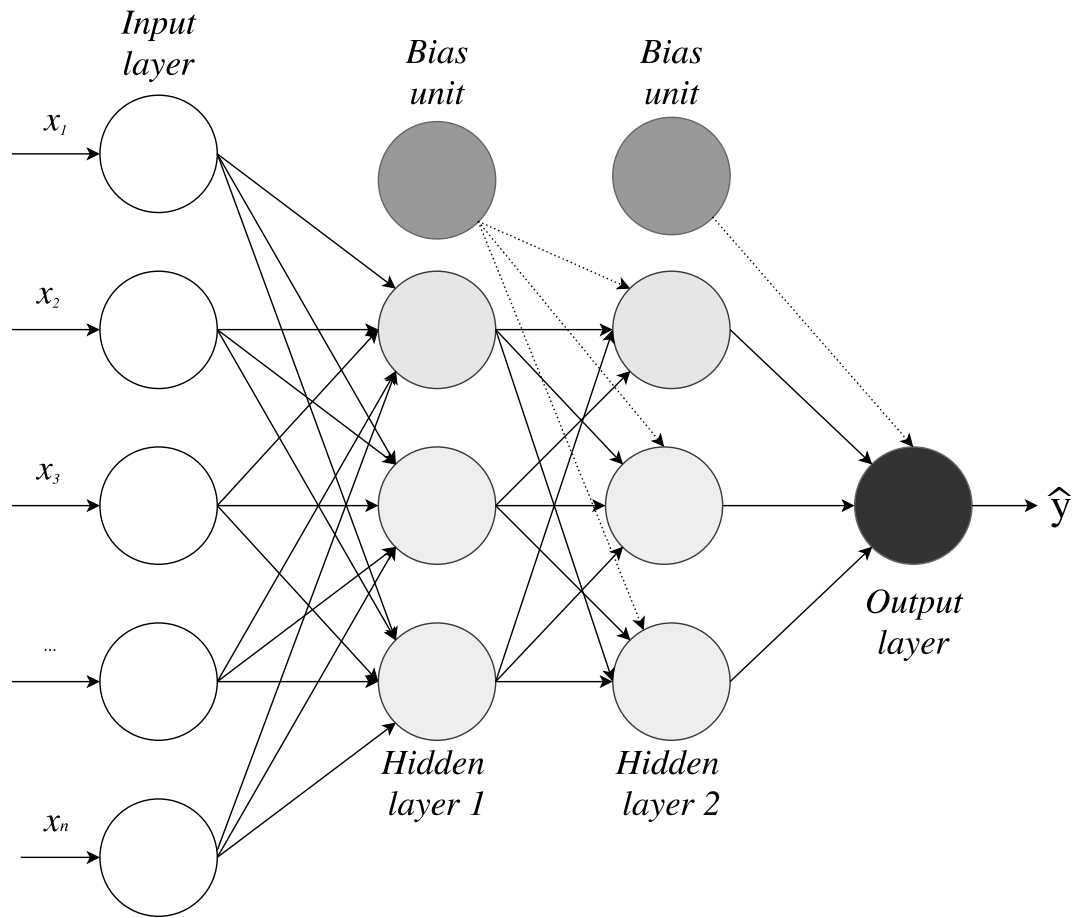 Input
layer
Bias
unit
Bias
unit
x1
x2
x3
...
xn
ŷ
Output
layer
Hidden
layer 1
Hidden
layer 2